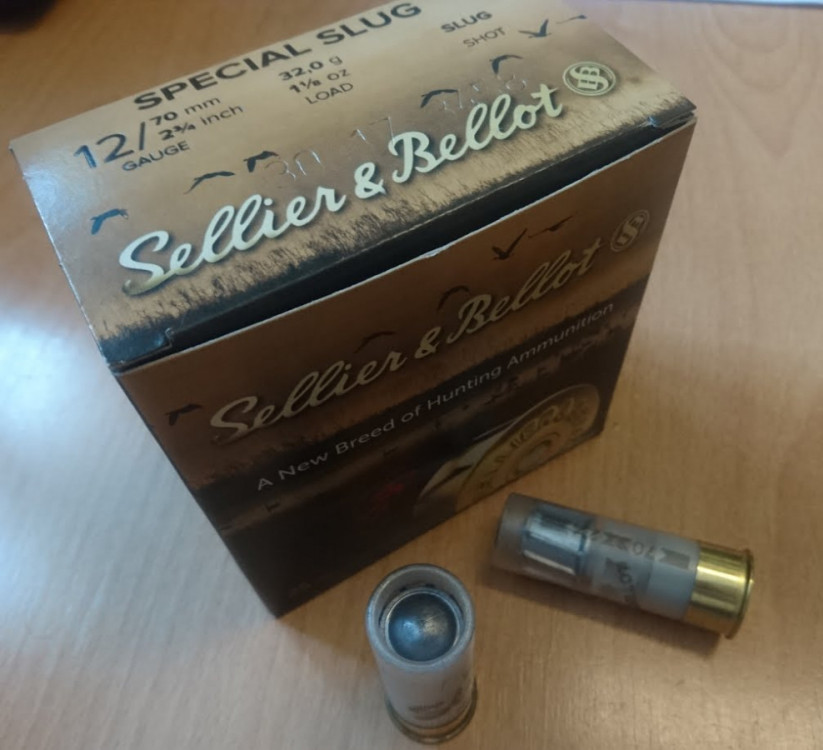 SPECIAL SLUG
12/70 mm
2¾ inch
GAUGE
32,0 g
1⅛ oz
LOAD
SLUG
SHOT
Sellier & Bellot
Sellier & Bellot
A New Breed of Hunting Ammunition
70